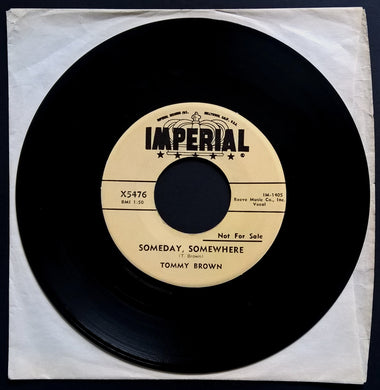 IMPERIAL
X5476
BMI 1:50
IM-1405
Reeve Music Co., Inc.
Vocal
Not For Sale
SOMEDAY, SOMEWHERE
(T. Brown)
TOMMY BROWN